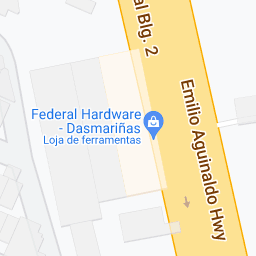 al Blg. 2
Emilio Aguinaldo Hwy
Federal Hardware
- Dasmariñas
Loja de ferramentas